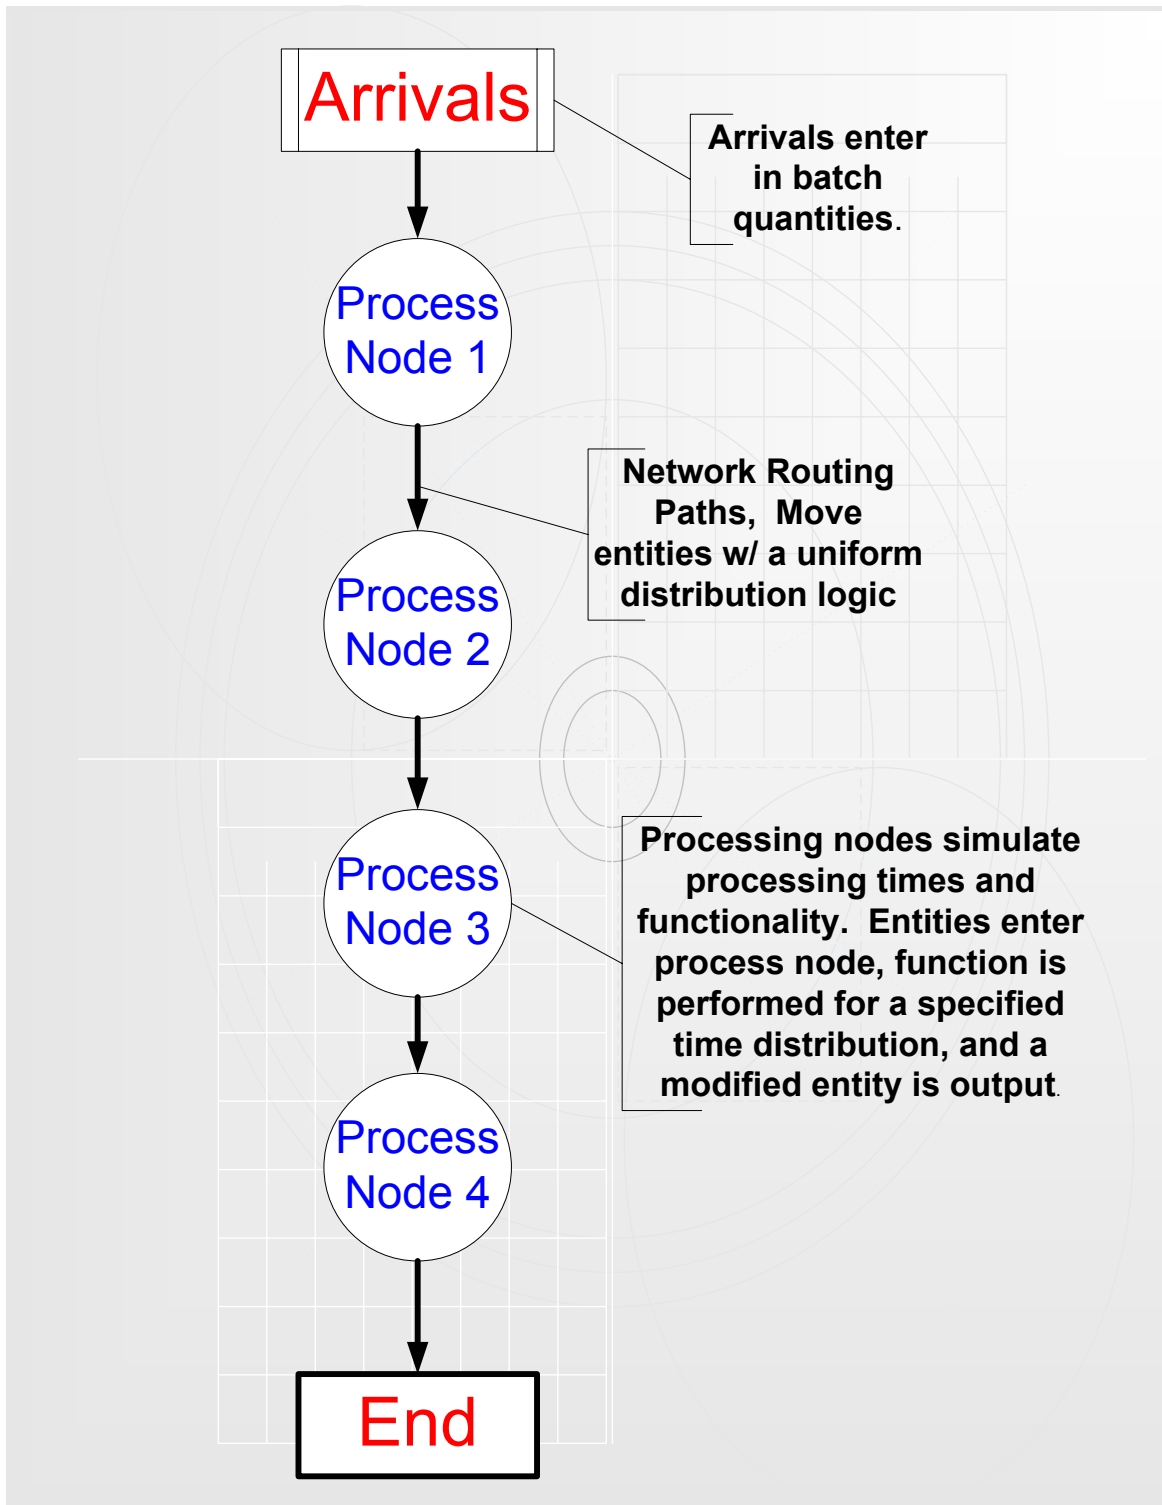 Arrivals
Arrivals enter
in batch
quantities.
Process
Node 1
Network Routing
Paths,  Move
entities w/ a uniform
distribution logic
Process
Node 2
Process
Node 3
Processing nodes simulate
processing times and
functionality.  Entities enter
process node, function is
performed for a specified
time distribution, and a
modified entity is output.
Process
Node 4
End